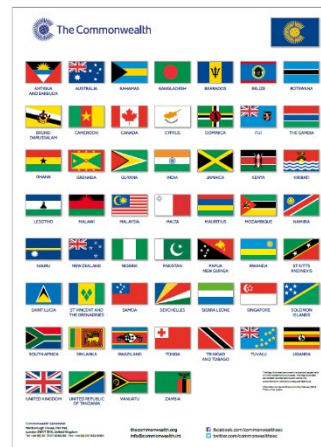 The Commonwealth
ANTIGUA AND BARBUDA
AUSTRALIA
BAHAMAS
BANGLADESH
BARBADOS
BELIZE
BOTSWANA
BRUNEI DARUSSALAM
CAMEROON
CANADA
CYPRUS
DOMINICA
FIJI
THE GAMBIA
GHANA
GRENADA
GUYANA
INDIA
JAMAICA
KENYA
KIRIBATI
LESOTHO
MALAWI
MALAYSIA
MALTA
MAURITIUS
MOZAMBIQUE
NAMIBIA
NAURU
NEW ZEALAND
NIGERIA
PAKISTAN
PAPUA NEW GUINEA
RWANDA
ST KITTS AND NEVIS
SAINT LUCIA
ST VINCENT AND THE GRENADINES
SAMOA
SEYCHELLES
SIERRA LEONE
SINGAPORE
SOLOMON ISLANDS
SOUTH AFRICA
SRI LANKA
SWAZILAND
TONGA
TRINIDAD AND TOBAGO
TUVALU
UGANDA
UNITED KINGDOM
UNITED REPUBLIC OF TANZANIA
VANUATU
ZAMBIA
Commonwealth Secretariat
thecommonwealth.org
info@commonwealth.int
facebook.com/commonwealthsec
twitter.com/commonwealthsec